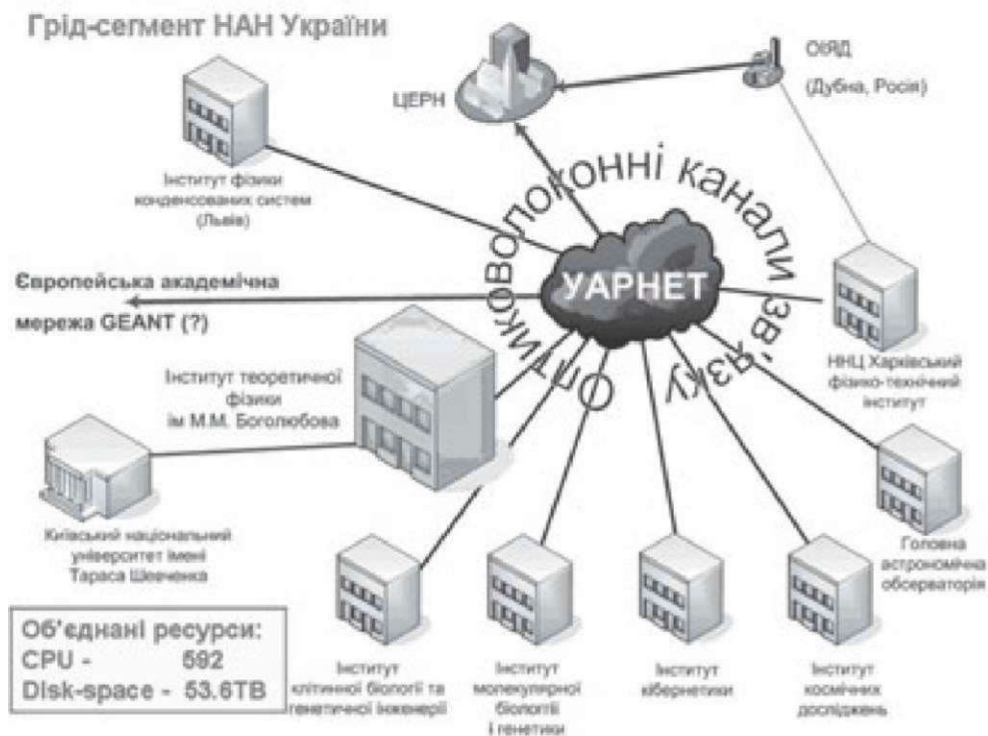 Грід-сегмент НАН України
ЦЕРН
ОІЯД
(Дубна, Росія)
Інститут фізики
конденсованих систем
(Львів)
Оптиковолоконні канали зв'язку
УАРНЕТ
Європейська академічна
мережа GEANT (?)
ННЦ Харківський
фізико-технічний
інститут
Інститут теоретичної
фізики
ім М.М. Боголюбова
Київський національний
університет імені
Тараса Шевченка
Головна
астрономічна
обсерваторія
Інститут
клітинної біології та
генетичної інженерії
Інститут
молекулярної
біології
і генетики
Інститут
кібернетики
Інститут
космічних
досліджень
Об'єднані ресурси:
CPU - 592
Disk-space - 53.6TB